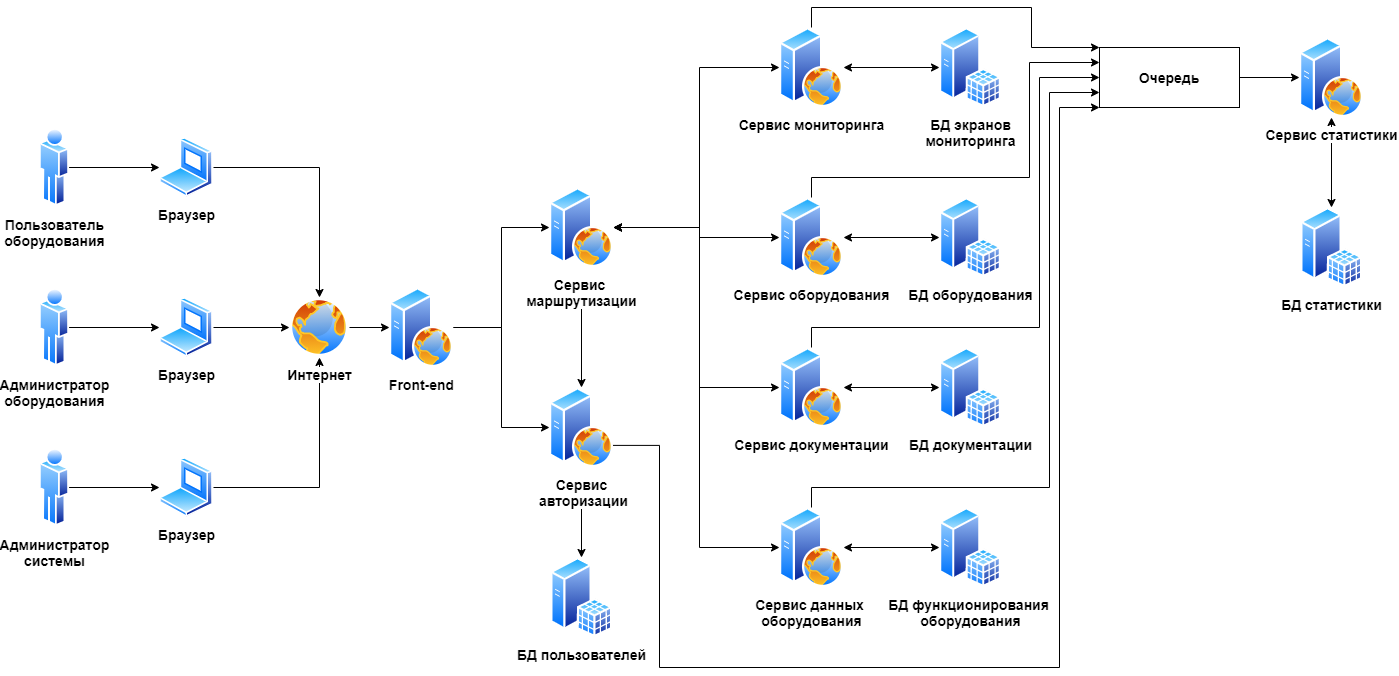 Пользователь
оборудования
Браузер
Администратор
оборудования
Браузер
Администратор
системы
Браузер
Интернет
Front-end
Сервис
маршрутизации
Сервис
авторизации
БД пользователей
Сервис мониторинга
БД экранов
мониторинга
Сервис оборудования
БД оборудования
Сервис документации
БД документации
Сервис данных
оборудования
БД функционирования
оборудования
Очередь
Сервис статистики
БД статистики